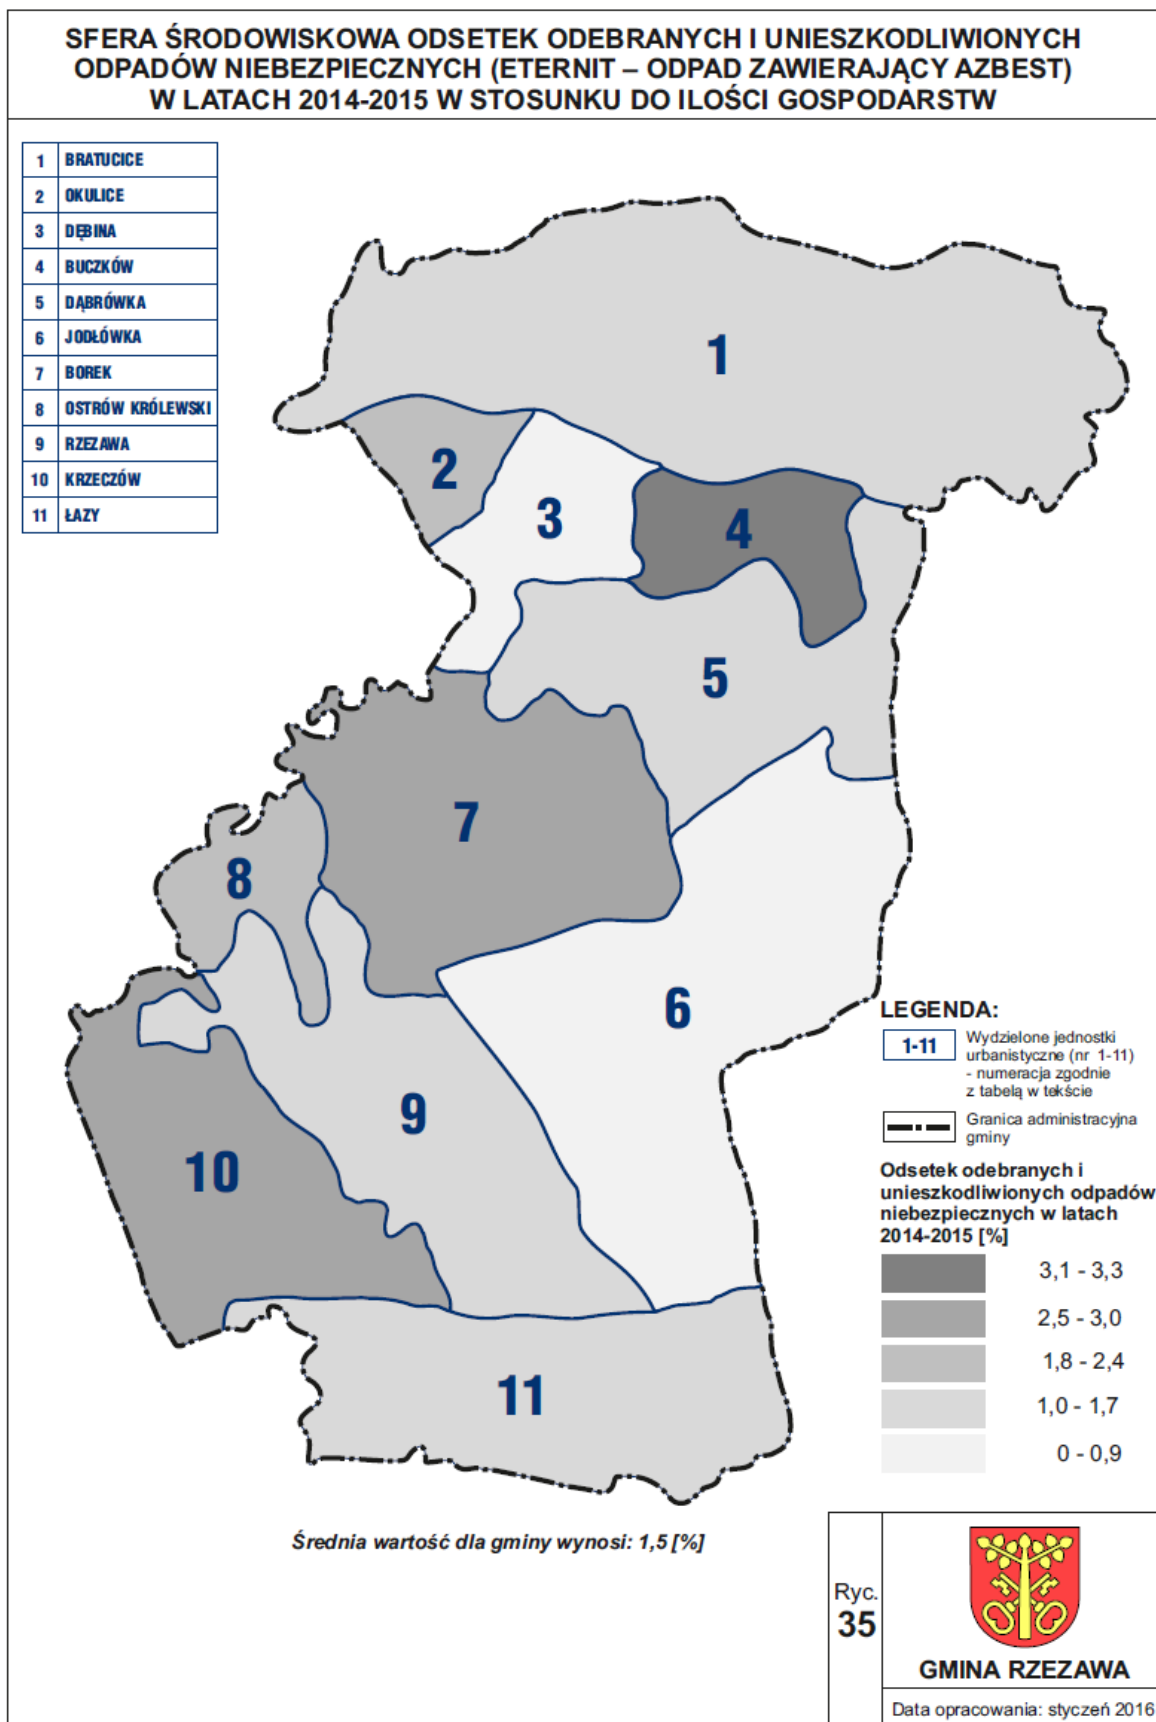 SFERA ŚRODOWISKOWA ODSETEK ODEBRANYCH I UNIESZKODLIWIONYCH
ODPADÓW NIEBEZPIECZNYCH (ETERNIT – ODPAD ZAWIERAJĄCY AZBEST)
W LATACH 2014-2015 W STOSUNKU DO ILOŚCI GOSPODARSTW
1 BRATUCICE
2 OKULICE
3 DĘBINA
4 BUCZKÓW
5 DĄBRÓWKA
6 JODŁÓWKA
7 BOREK
8 OSTRÓW KRÓLEWSKI
9 RZEZAWA
10 KRZECZÓW
11 ŁAZY
1
2
3
4
5
7
8
6
9
10
11
LEGENDA:
1-11
Wydzielone jednostki
urbanistyczne (nr 1-11)
- numeracja zgodnie
z tabelą w tekście
Granica administracyjna
gminy
Odsetek odebranych i
unieszkodliwionych odpadów
niebezpiecznych w latach
2014-2015 [%]
3,1 - 3,3
2,5 - 3,0
1,8 - 2,4
1,0 - 1,7
0 - 0,9
Średnia wartość dla gminy wynosi: 1,5 [%]
Ryc.
35
GMINA RZEZAWA
Data opracowania: styczeń 2016